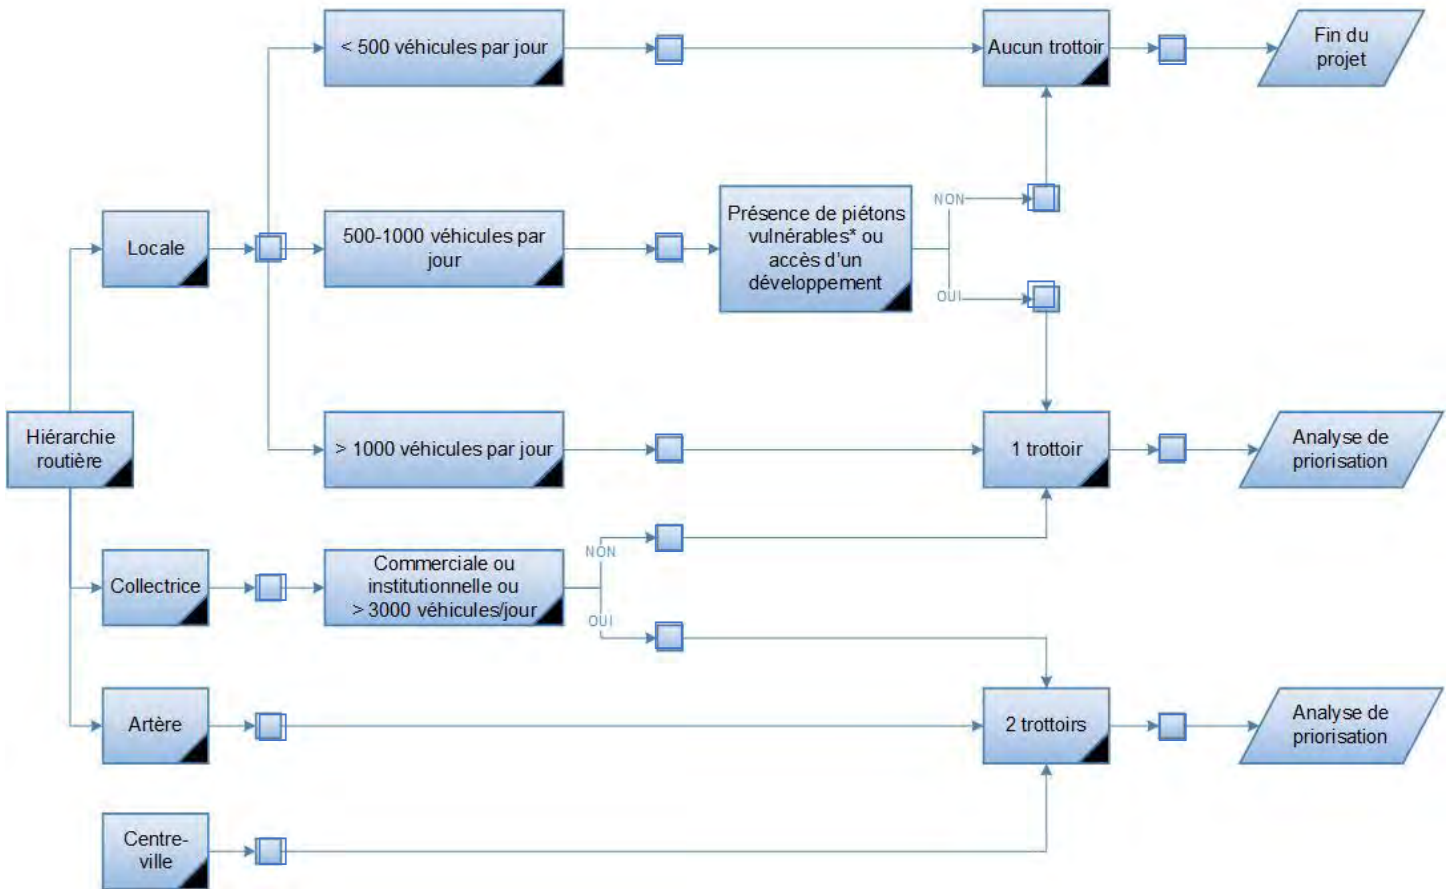 < 500 véhicules par jour
Aucun trottoir
Fin du
projet
Locale
500-1000 véhicules par
jour
Présence de piétons
vulnérables* ou
accès d'un
développement
NON
OUI
Hiérarchie
routière
> 1000 véhicules par jour
1 trottoir
Analyse de
priorisation
Collectrice
Commerciale ou
institutionnelle ou
> 3000 véhicules/jour
NON
OUI
Artère
2 trottoirs
Analyse de
priorisation
Centre-
ville